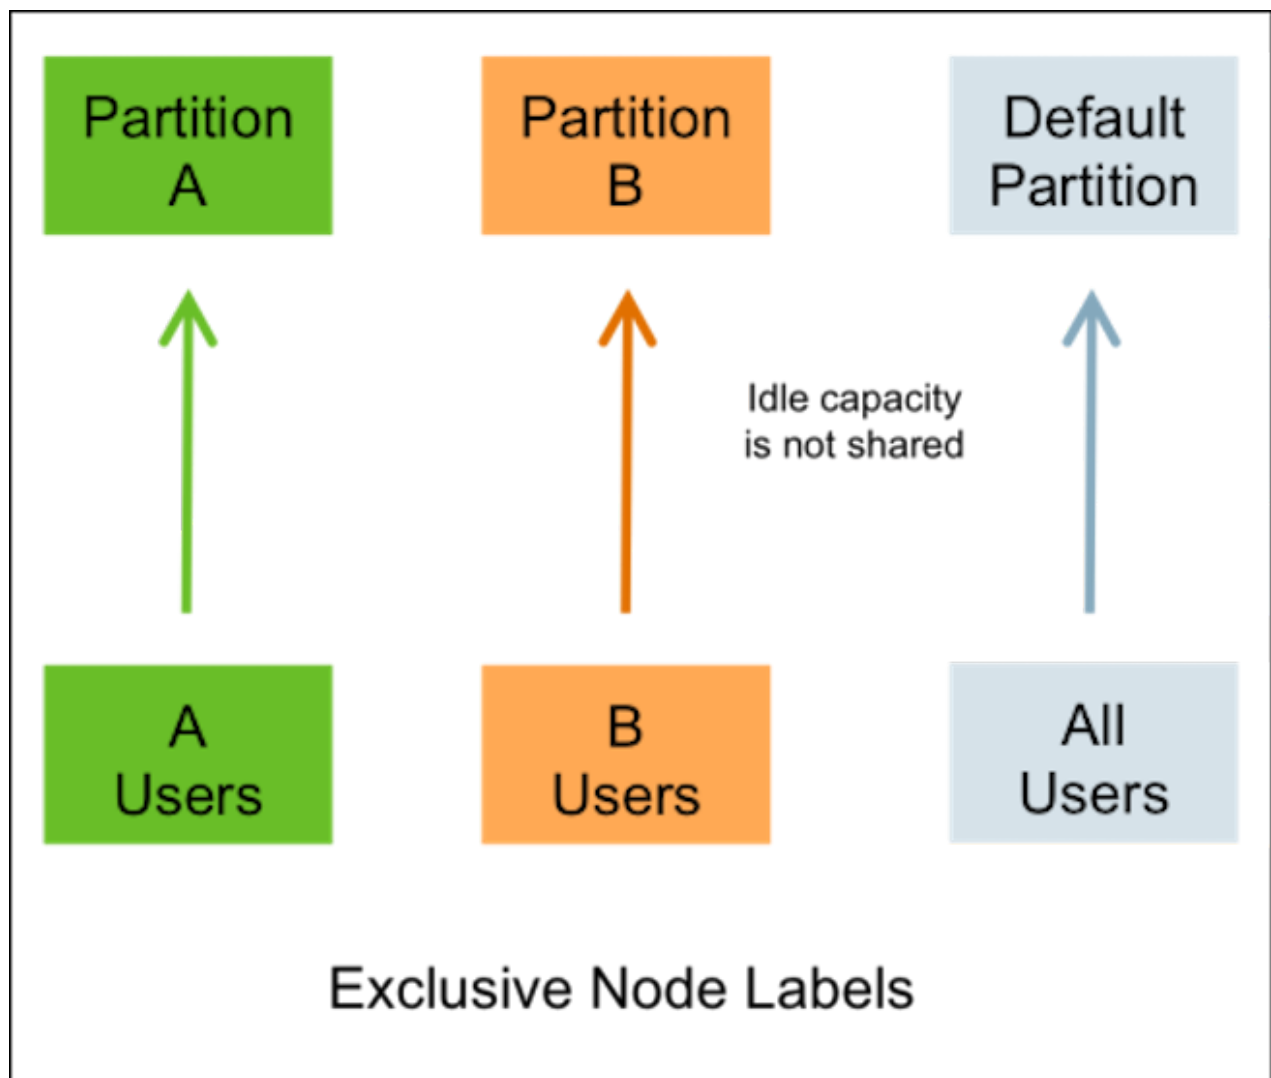 Partition
A
Partition
B
Default
Partition
Idle capacity
is not shared
A
Users
B
Users
All
Users
Exclusive Node Labels